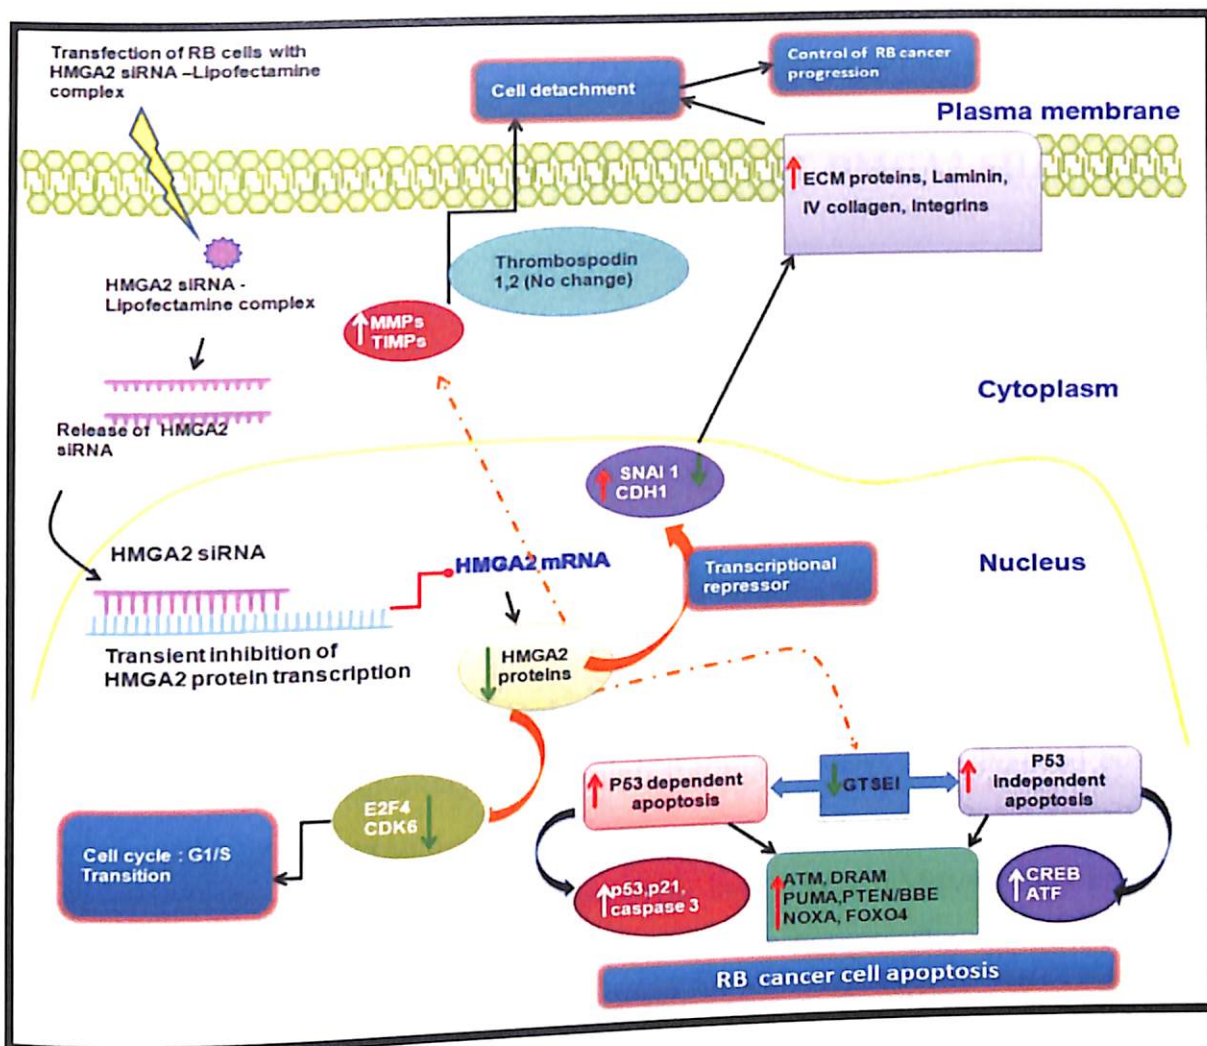 Transfection of RB cells with
HMGA2 siRNA –Lipofectamine
complex
Cell detachment
Control of RB cancer
progression
Plasma membrane
ECM proteins, Laminin,
IV collagen, Integrins
HMGA2 siRNA -
Lipofectamine complex
Thrombospodin
1,2 (No change)
MMPs
TIMPs
Cytoplasm
Release of HMGA2
siRNA
SNAI 1
CDH1
HMGA2 siRNA
HMGA2 mRNA
Transcriptional
repressor
Nucleus
Transient inhibition of
HMGA2 protein transcription
HMGA2
proteins
P53 dependent
apoptosis
GTSEI
P53
independent
apoptosis
E2F4
CDK6
Cell cycle : G1/S
Transition
p53,p21,
caspase 3
ATM, DRAM
PUMA,PTEN/BBE
NOXA, FOXO4
CREB
ATF
RB cancer cell apoptosis